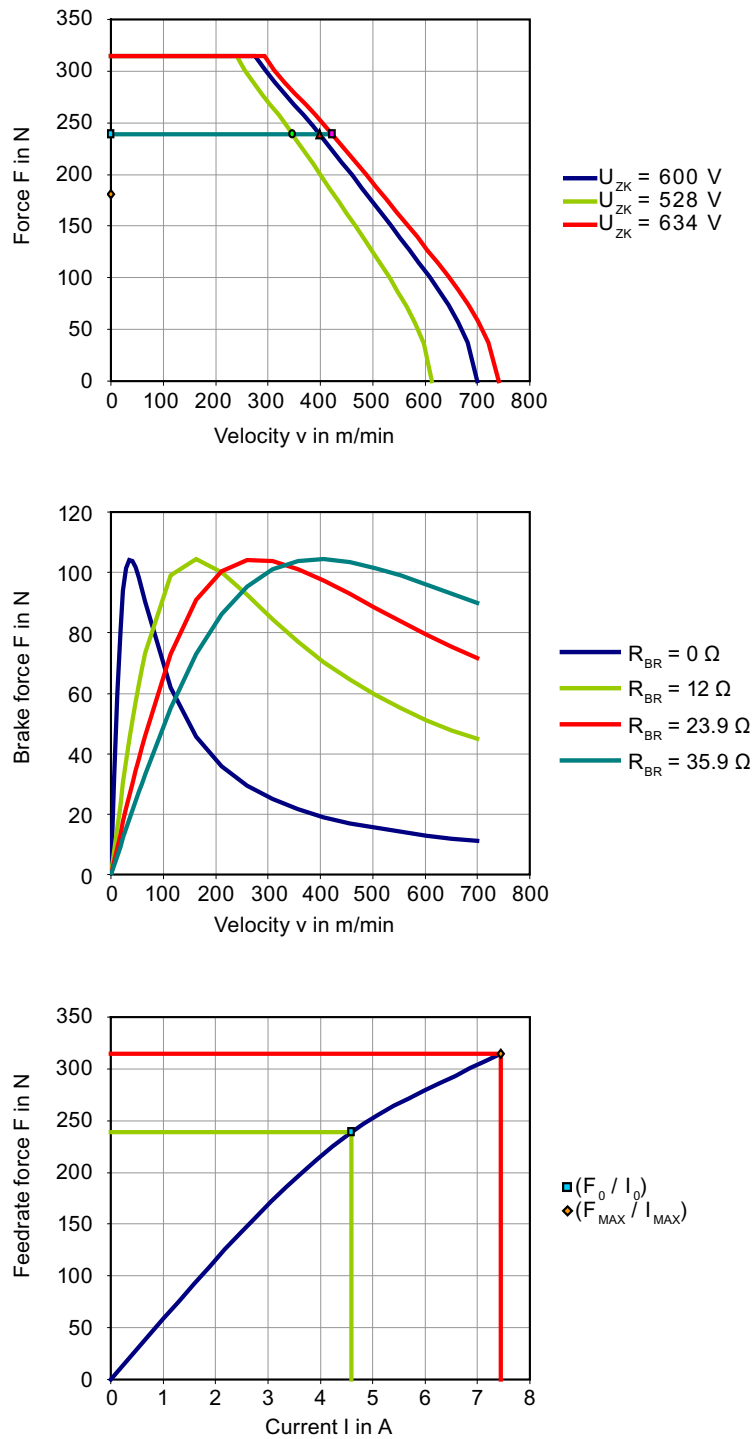 350
300
250
200
150
100
50
0
Force F in N
0 100 200 300 400 500 600 700 800
Velocity v in m/min
U_ZK = 600 V
U_ZK = 528 V
U_ZK = 634 V
120
100
80
60
40
20
0
Brake force F in N
0 100 200 300 400 500 600 700 800
Velocity v in m/min
R_BR = 0 Ω
R_BR = 12 Ω
R_BR = 23.9 Ω
R_BR = 35.9 Ω
350
300
250
200
150
100
50
0
Feedrate force F in N
0 1 2 3 4 5 6 7 8
Current I in A
(F_0 / I_0)
(F_MAX / I_MAX)